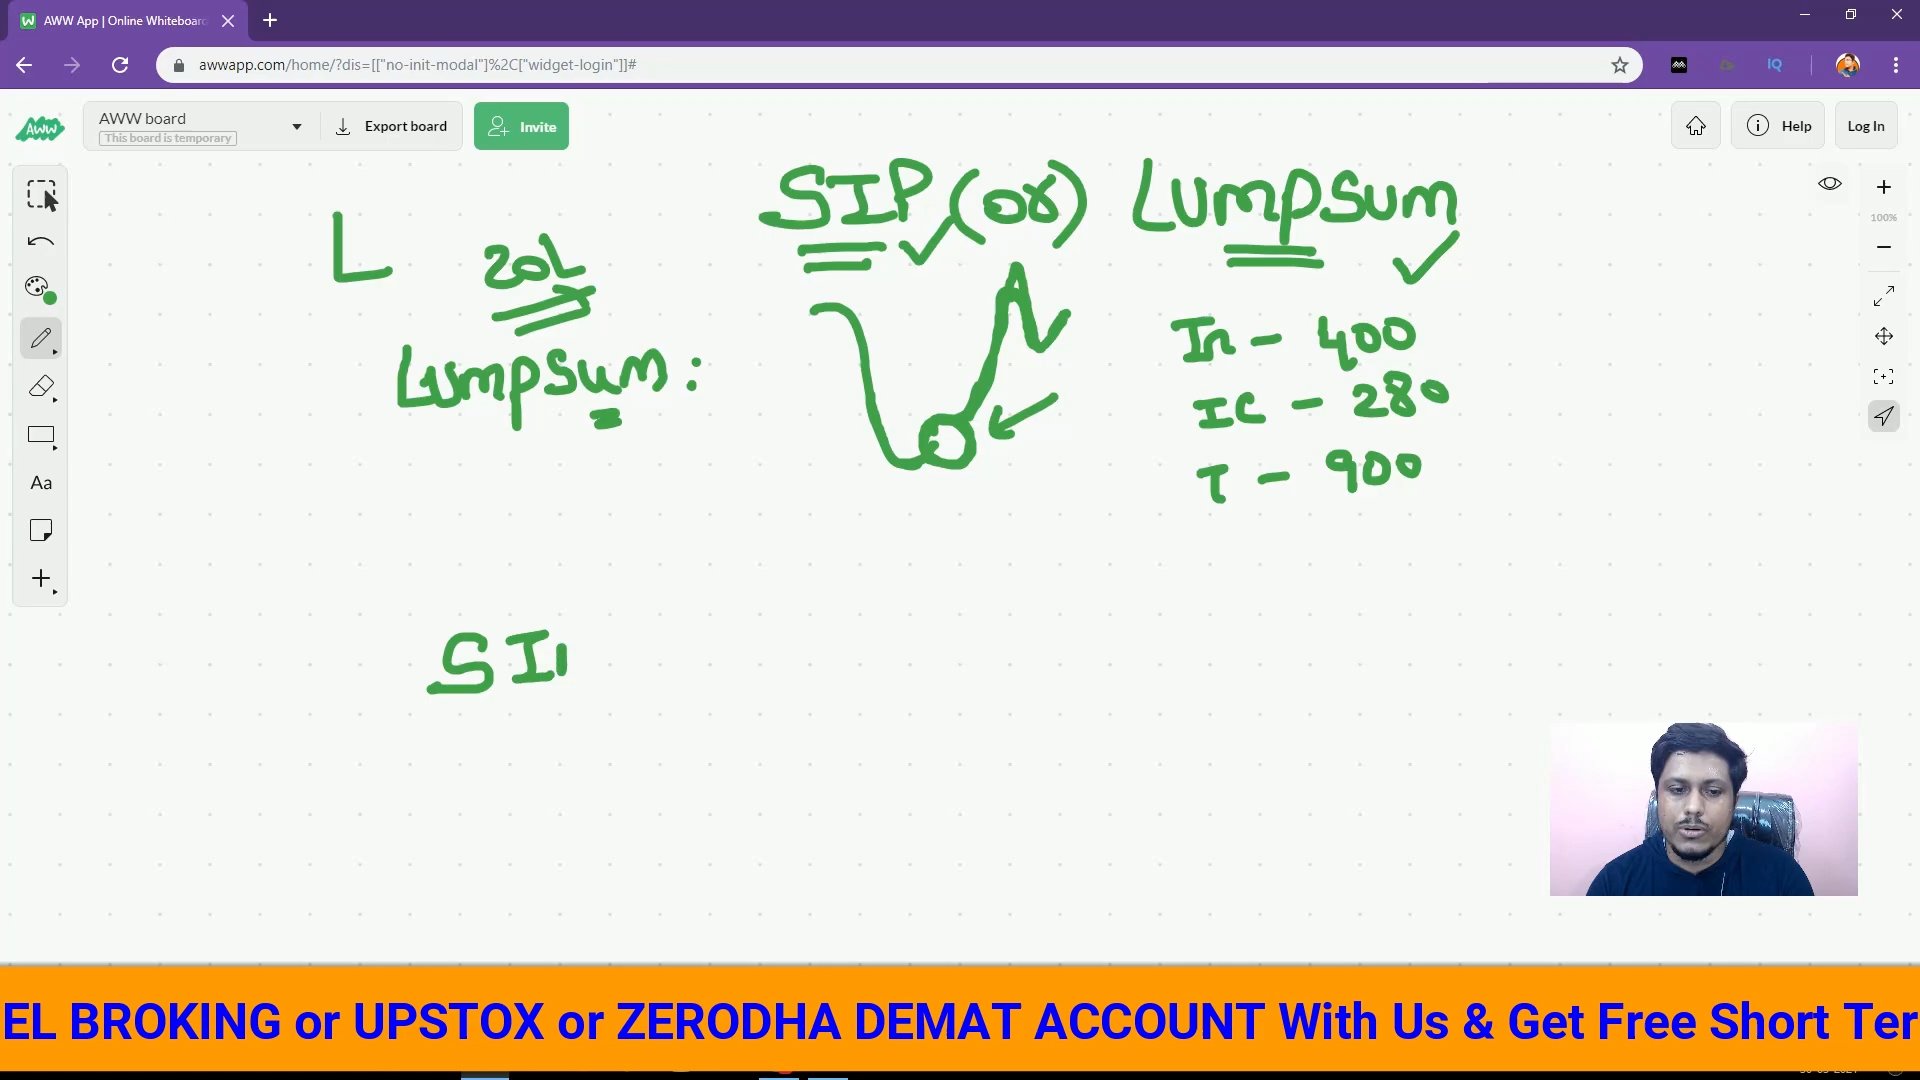 AWW App | Online Whiteboard
awwapp.com/home/?dis=[["no-init-modal"]%2C["widget-login"]]#
IQ
AWW
AWW board
This board is temporary
Export board
Invite
Help
Log In
100%
Aa
SIP (or) Lumpsum
L
20L
Lumpsum :
In - 400
IC - 280
T - 900
SI
EL BROKING or UPSTOX or ZERODHA DEMAT ACCOUNT With Us & Get Free Short Ter